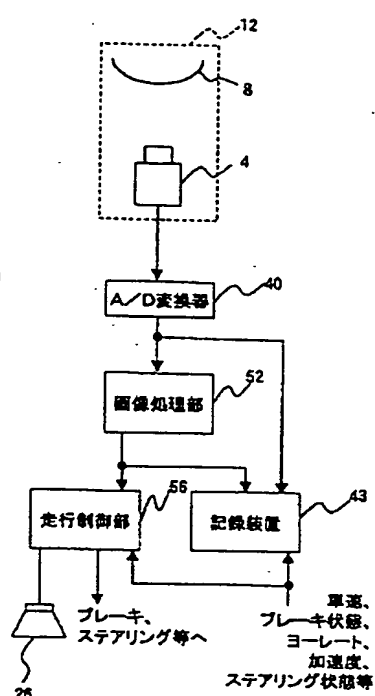 12
8
4
A/D変換器
40
画像処理部
52
56
走行制御部
記録装置
43
ブレーキ、
ステアリング等へ
車速、
ブレーキ状態、
ヨーレート、
加速度、
ステアリング状態等
26